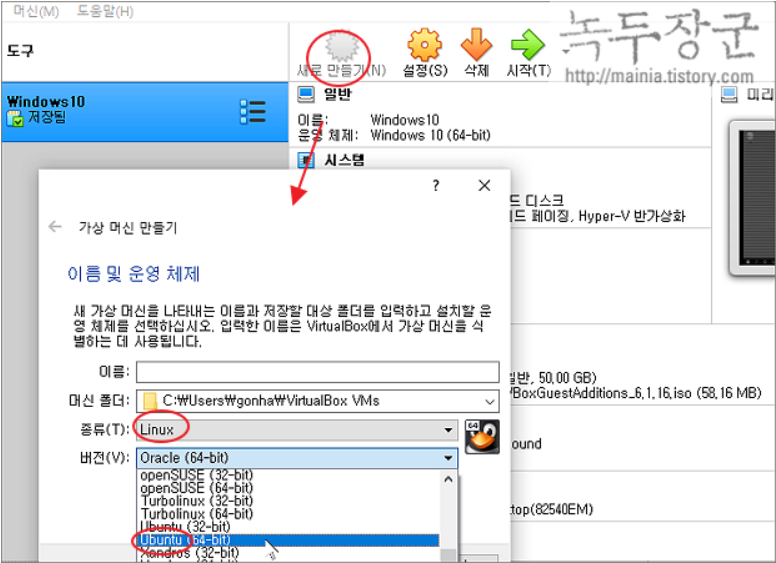 머신(M) 도움말(H)
도구
새로 만들기(N) 설정(S) 삭제 시작(T)
녹두장군
http://mainia.tistory.com
Windows10
저장됨
일반
미리
이름: Windows10
운영 체제: Windows 10 (64-bit)
시스템
드 디스크
드 페이징, Hyper-V 반가상화
? ×
← 가상 머신 만들기
이름 및 운영 체제
새 가상 머신을 나타내는 이름과 저장할 대상 폴더를 입력하고 설치할 운
영 체제를 선택하십시오. 입력한 이름은 VirtualBox에서 가상 머신을 식
별하는 데 사용됩니다.
이름:
일반, 50,00 GB)
머신 폴더: C:₩Users₩gonha₩VirtualBox VMs
VBoxGuestAdditions_6,1,16,iso (58,16 MB)
종류(T): Linux
64
ound
버전(V): Oracle (64-bit)
openSUSE (32-bit)
openSUSE (64-bit)
Turbolinux (32-bit)
Turbolinux (64-bit)
top(82540EM)
Ubuntu (32-bit)
Ubuntu (64-bit)
Xandros (32-bit)